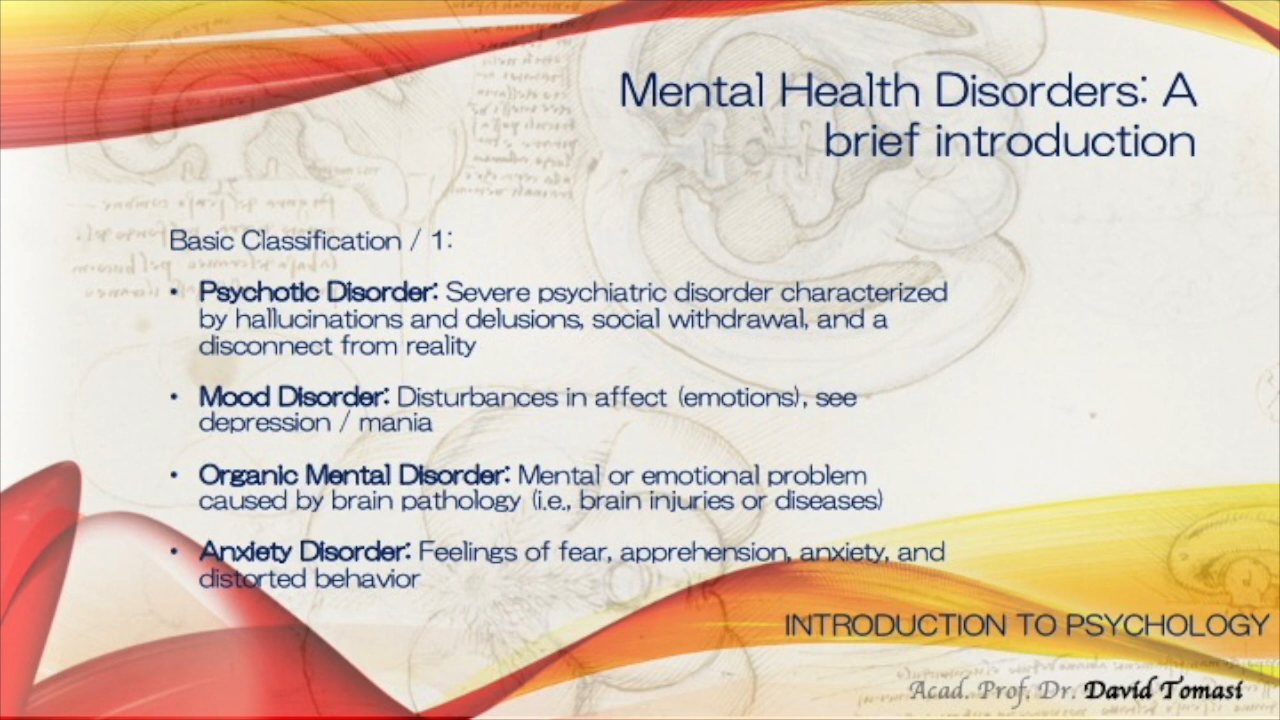 Mental Health Disorders: A
brief introduction
Basic Classification / 1:
• Psychotic Disorder: Severe psychiatric disorder characterized
by hallucinations and delusions, social withdrawal, and a
disconnect from reality
• Mood Disorder: Disturbances in affect (emotions), see
depression / mania
• Organic Mental Disorder: Mental or emotional problem
caused by brain pathology (i.e., brain injuries or diseases)
• Anxiety Disorder: Feelings of fear, apprehension, anxiety, and
distorted behavior
INTRODUCTION TO PSYCHOLOGY
Acad. Prof. Dr. David Tomasi